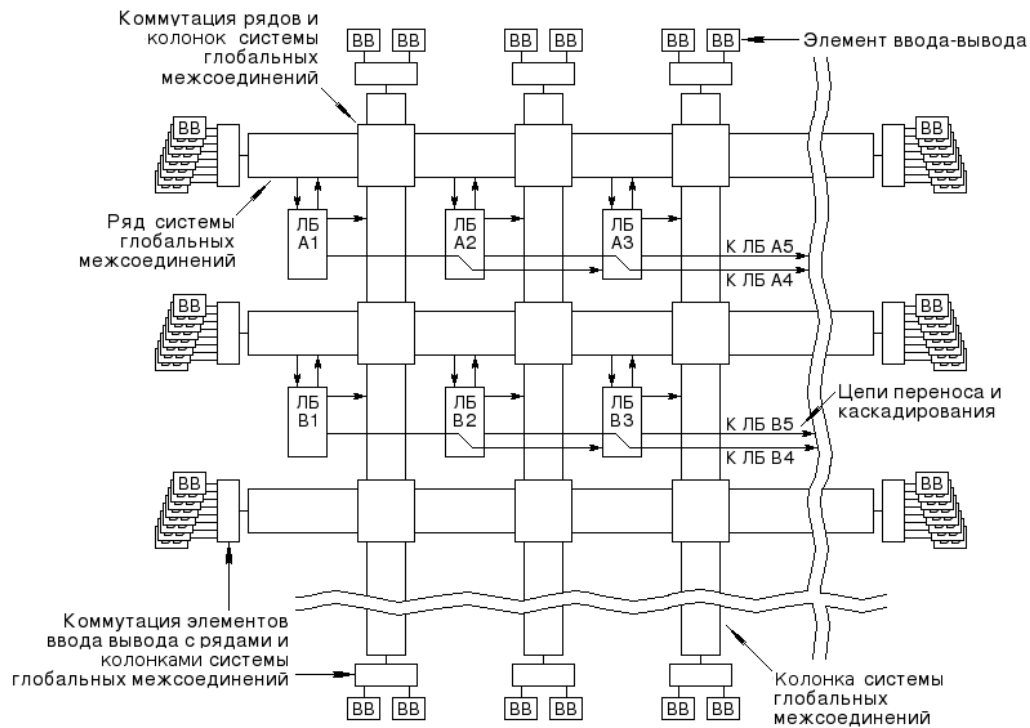 Коммутация рядов и
колонок системы
глобальных
межсоединений
ВВ ВВ ВВ ВВ ВВ ВВ
Элемент ввода-вывода
ВВ
ВВ
Ряд системы
глобальных
межсоединений
ЛБ
А1
ЛБ
А2
ЛБ
А3
К ЛБ А5
К ЛБ А4
ВВ
ВВ
ЛБ
В1
ЛБ
В2
ЛБ
В3
Цепи переноса и
каскадирования
К ЛБ В5
К ЛБ В4
ВВ
ВВ
Коммутация элементов
ввода вывода с рядами и
колонками системы
глобальных межсоединений
ВВ ВВ ВВ ВВ ВВ ВВ
Колонка системы
глобальных
межсоединений